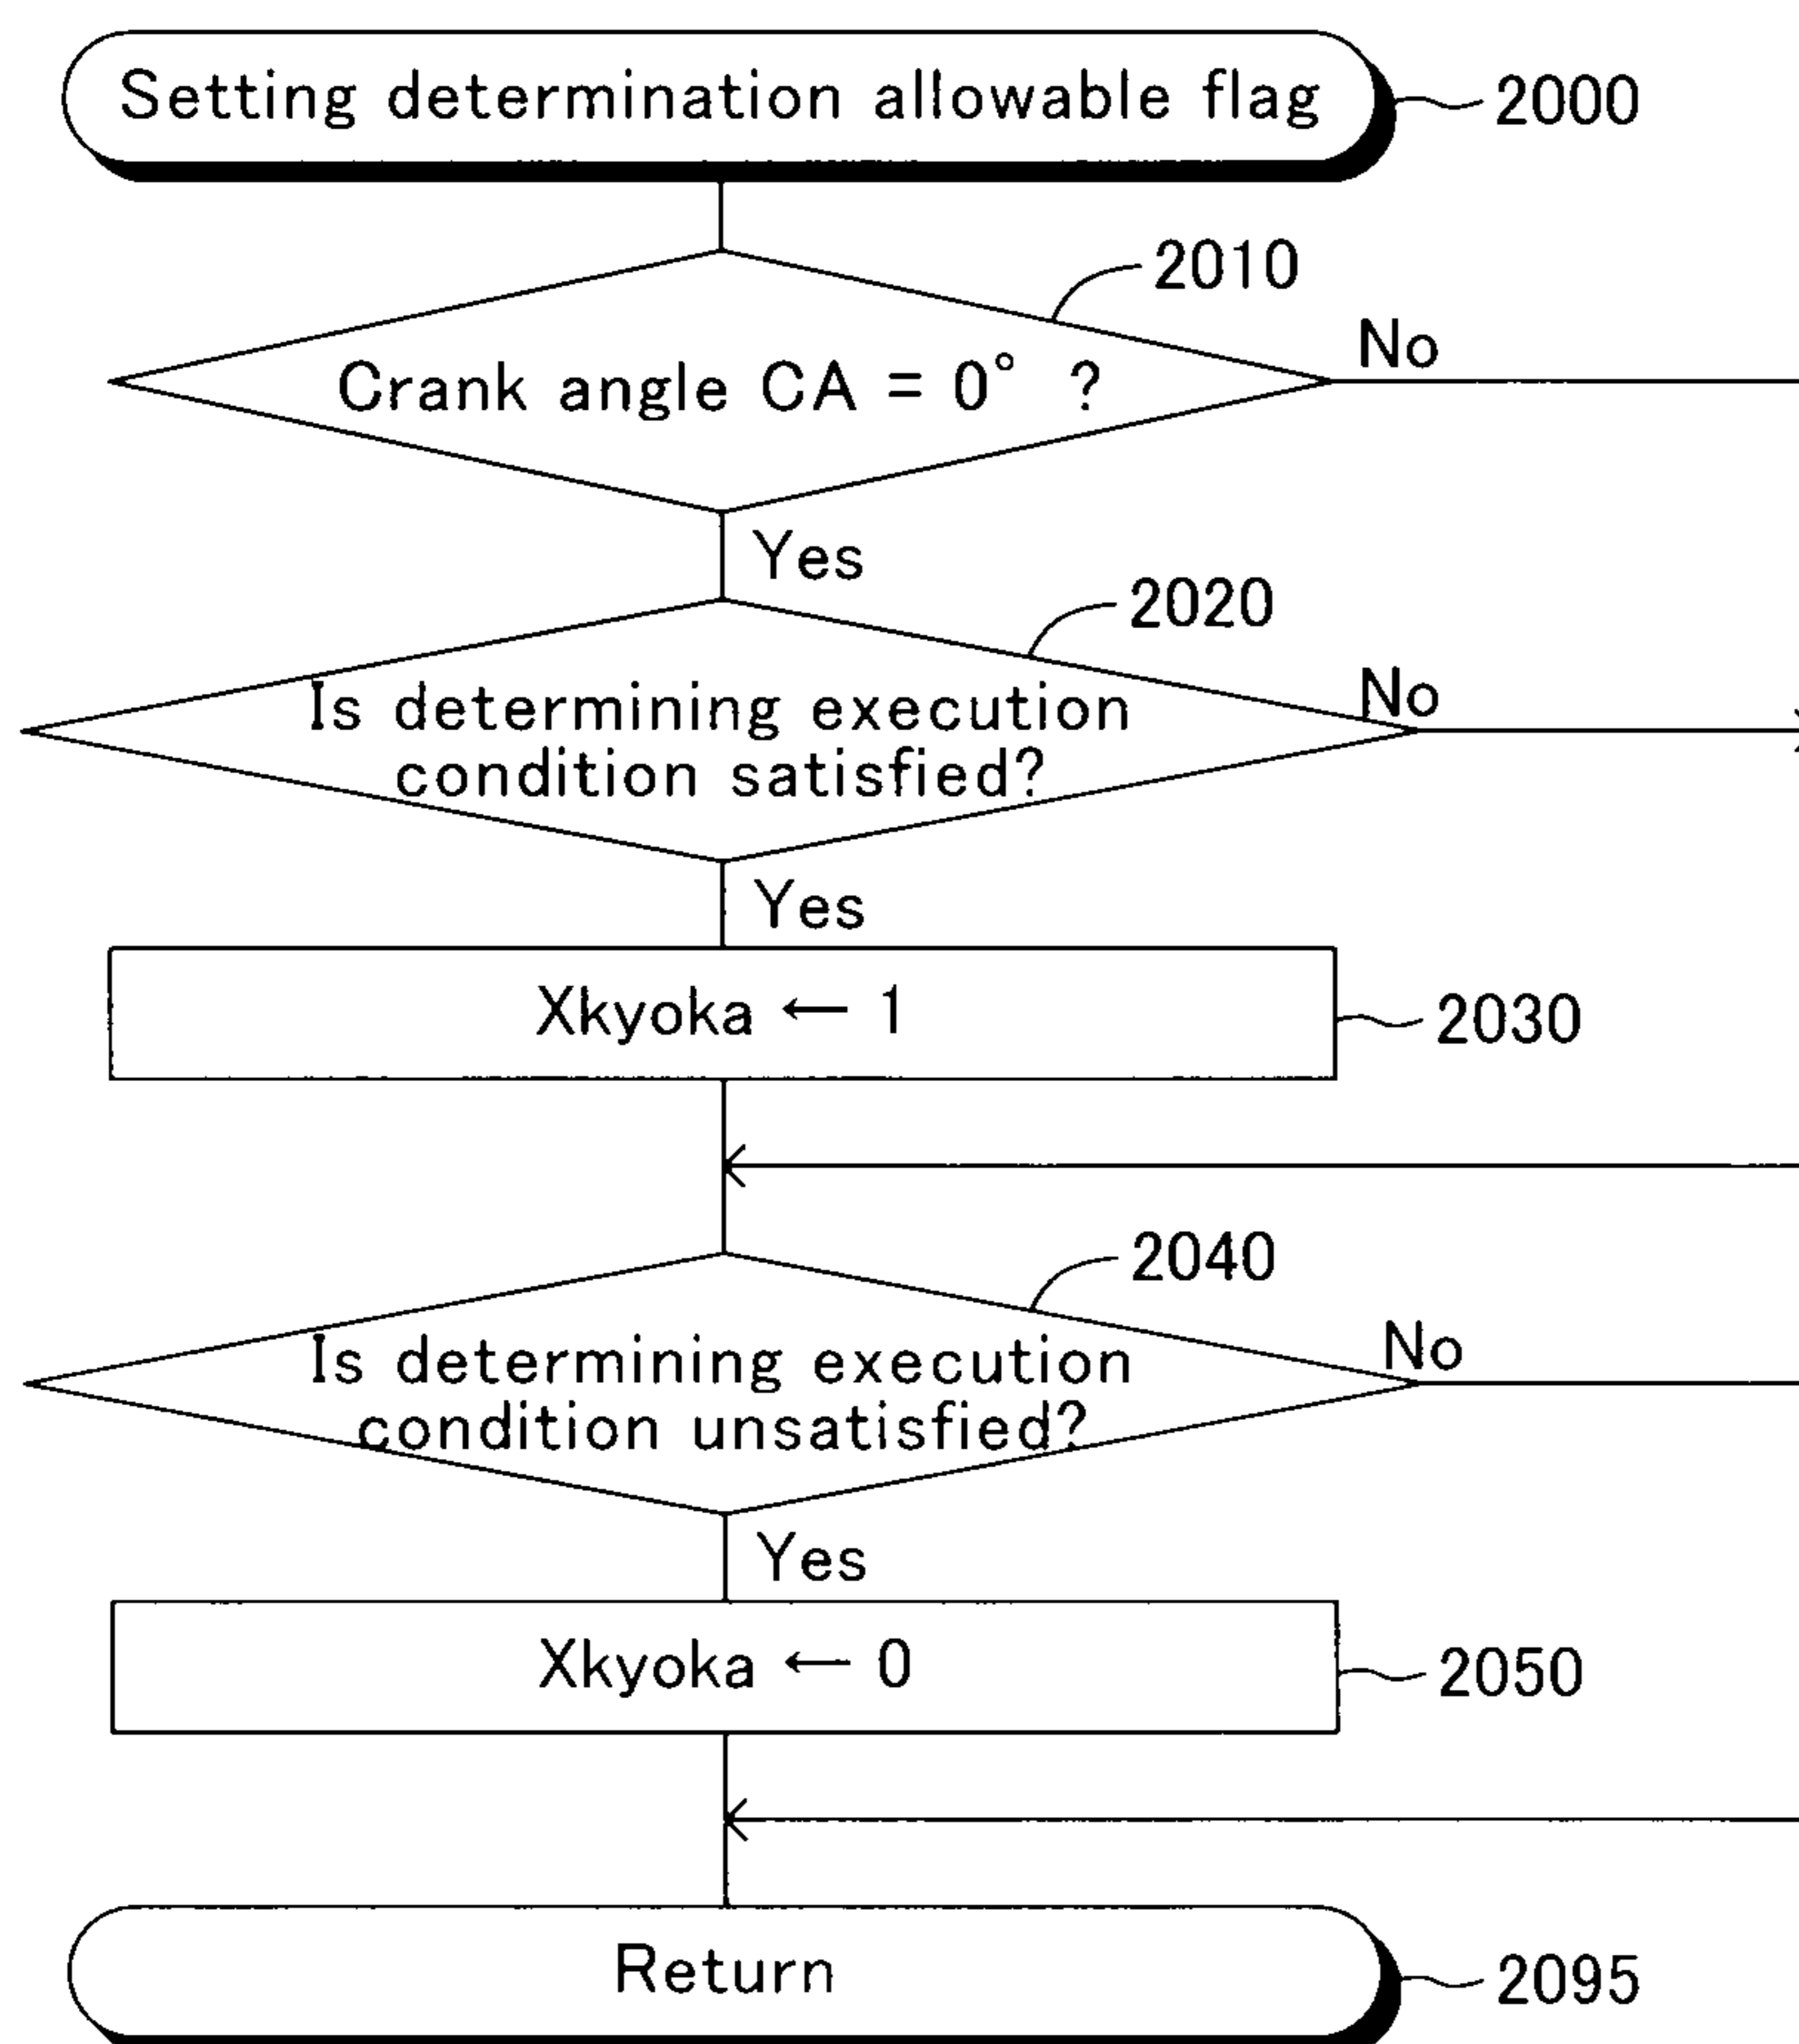 Setting determination allowable flag
2000
2010
Crank angle CA = 0° ?
No
Yes
2020
Is determining execution
condition satisfied?
No
Yes
Xkyoka ← 1
2030
2040
Is determining execution
condition unsatisfied?
No
Yes
Xkyoka ← 0
2050
Return
2095